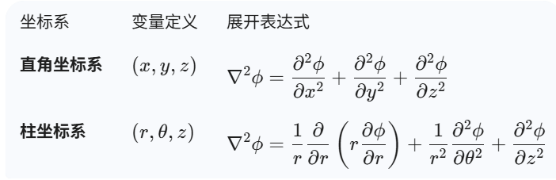 坐标系 变量定义 展开表达式
直角坐标系 (x, y, z) ∇²ϕ = ∂²ϕ/∂x² + ∂²ϕ/∂y² + ∂²ϕ/∂z²
柱坐标系 (r, θ, z) ∇²ϕ = 1/r ∂/∂r (r ∂ϕ/∂r) + 1/r² ∂²ϕ/∂θ² + ∂²ϕ/∂z²